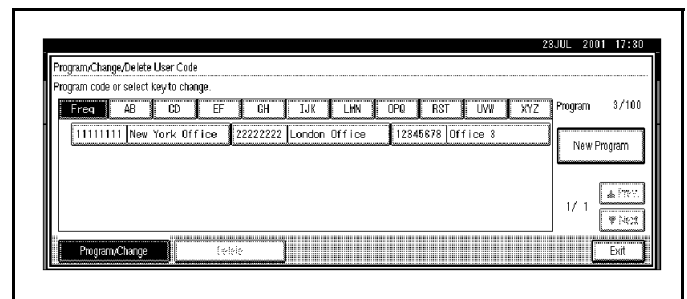 23JUL 2001 17:30
Program/Change/Delete User Code
Program code or select key to change.
Freq AB CD EF GH IJK LMN OPQ RST UVW XYZ Program 3/100
11111111 New York Office 22222222 London Office 12345678 Office 3
New Program
1/ 1 Prev.
Next
Program/Change Delete Exit